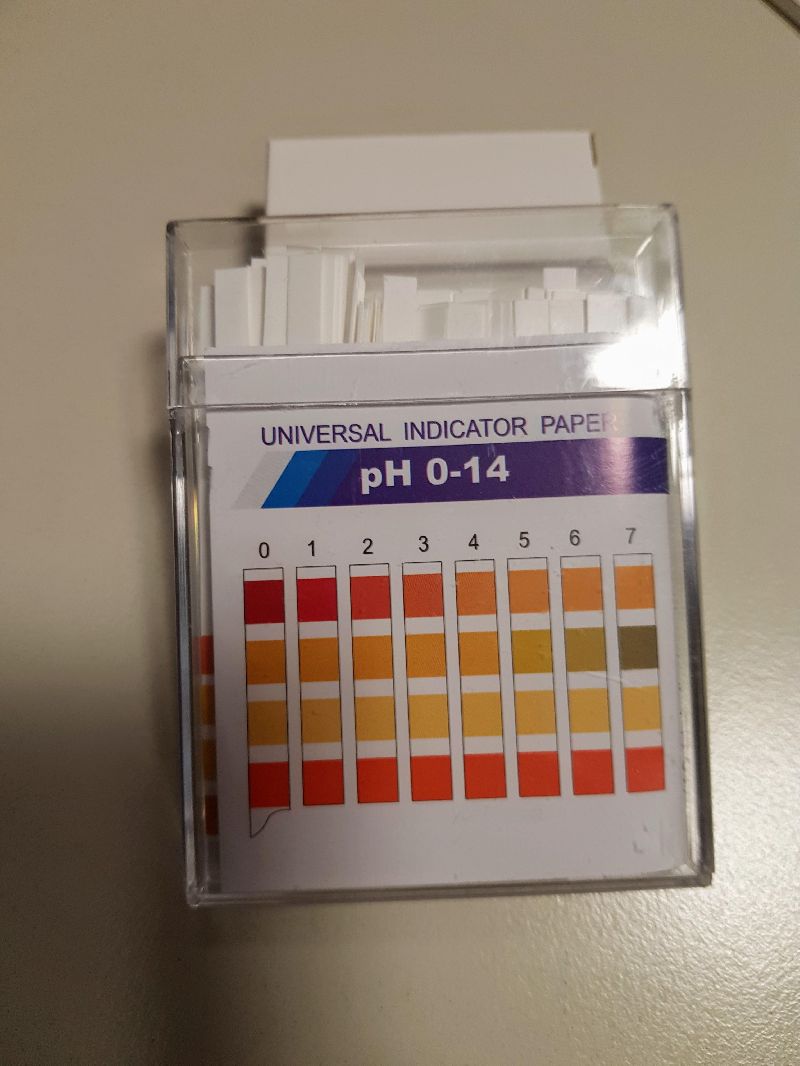 UNIVERSAL INDICATOR PAPER
pH 0-14
0 1 2 3 4 5 6 7